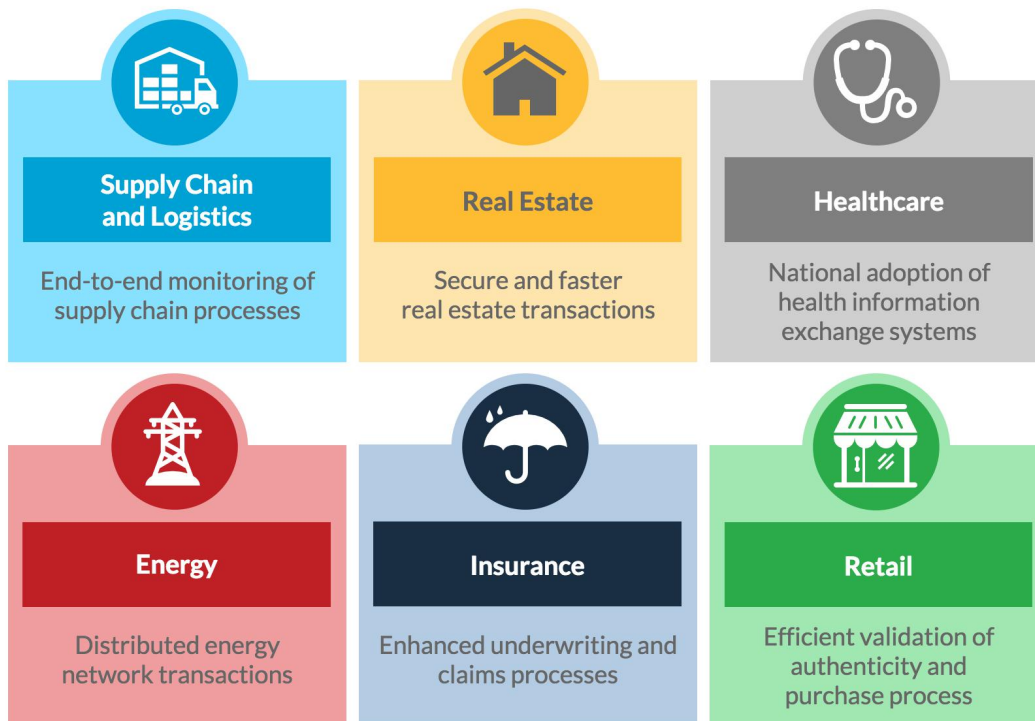 Supply Chain
and Logistics
End-to-end monitoring of
supply chain processes
Real Estate
Secure and faster
real estate transactions
Healthcare
National adoption of
health information
exchange systems
Energy
Distributed energy
network transactions
Insurance
Enhanced underwriting and
claims processes
Retail
Efficient validation of
authenticity and
purchase process